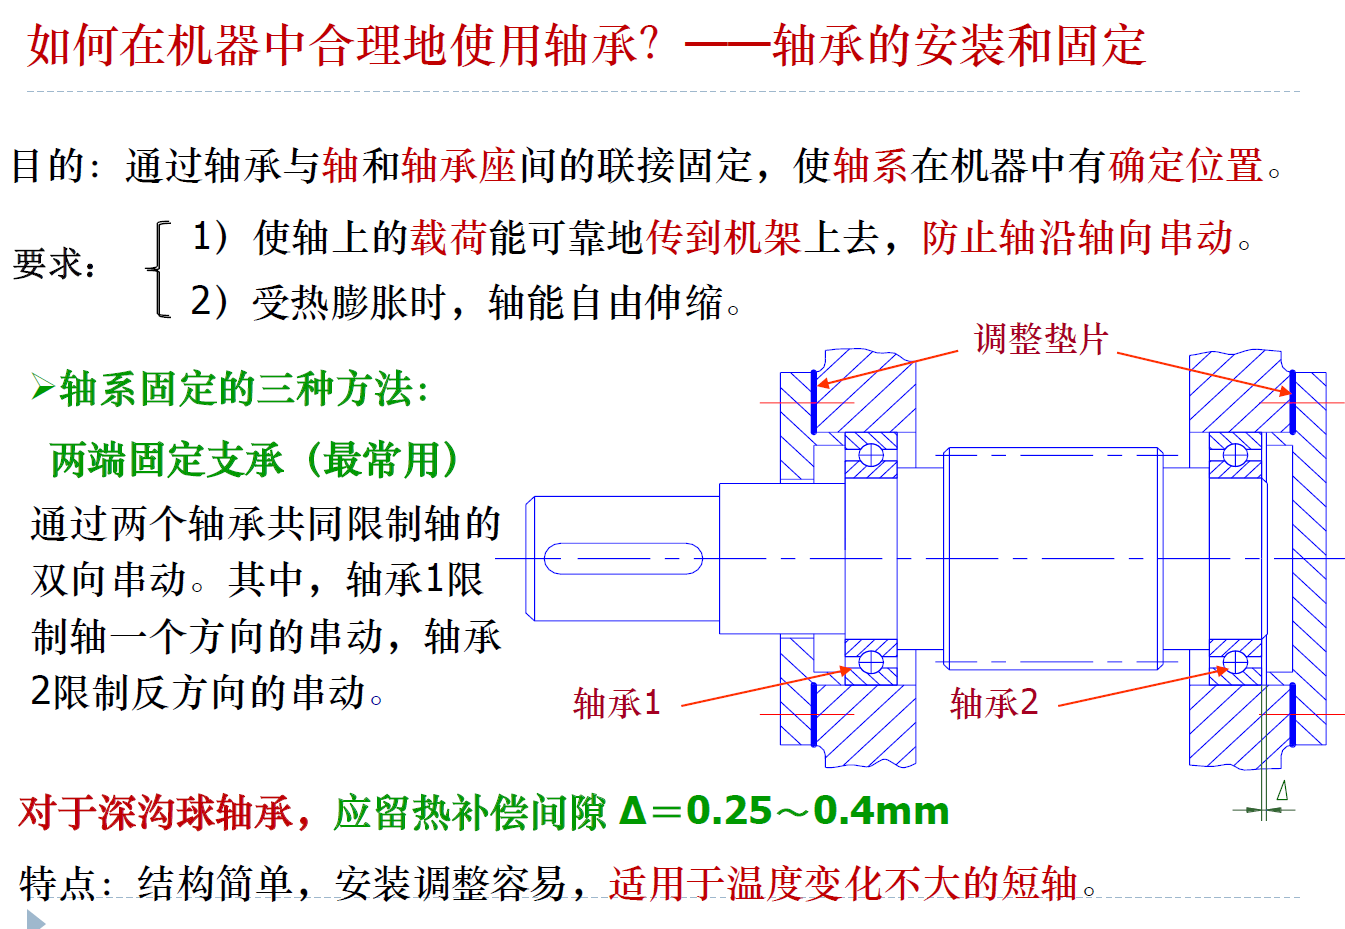 如何在机器中合理地使用轴承？——轴承的安装和固定
目的：通过轴承与轴和轴承座间的联接固定，使轴系在机器中有确定位置。
要求：
1）使轴上的载荷能可靠地传到机架上去，防止轴沿轴向串动。
2）受热膨胀时，轴能自由伸缩。
调整垫片
轴系固定的三种方法：
两端固定支承（最常用）
通过两个轴承共同限制轴的
双向串动。其中，轴承1限
制轴一个方向的串动，轴承
2限制反方向的串动。
轴承1
轴承2
Δ
对于深沟球轴承，应留热补偿间隙 Δ＝0.25～0.4mm
特点：结构简单，安装调整容易，适用于温度变化不大的短轴。